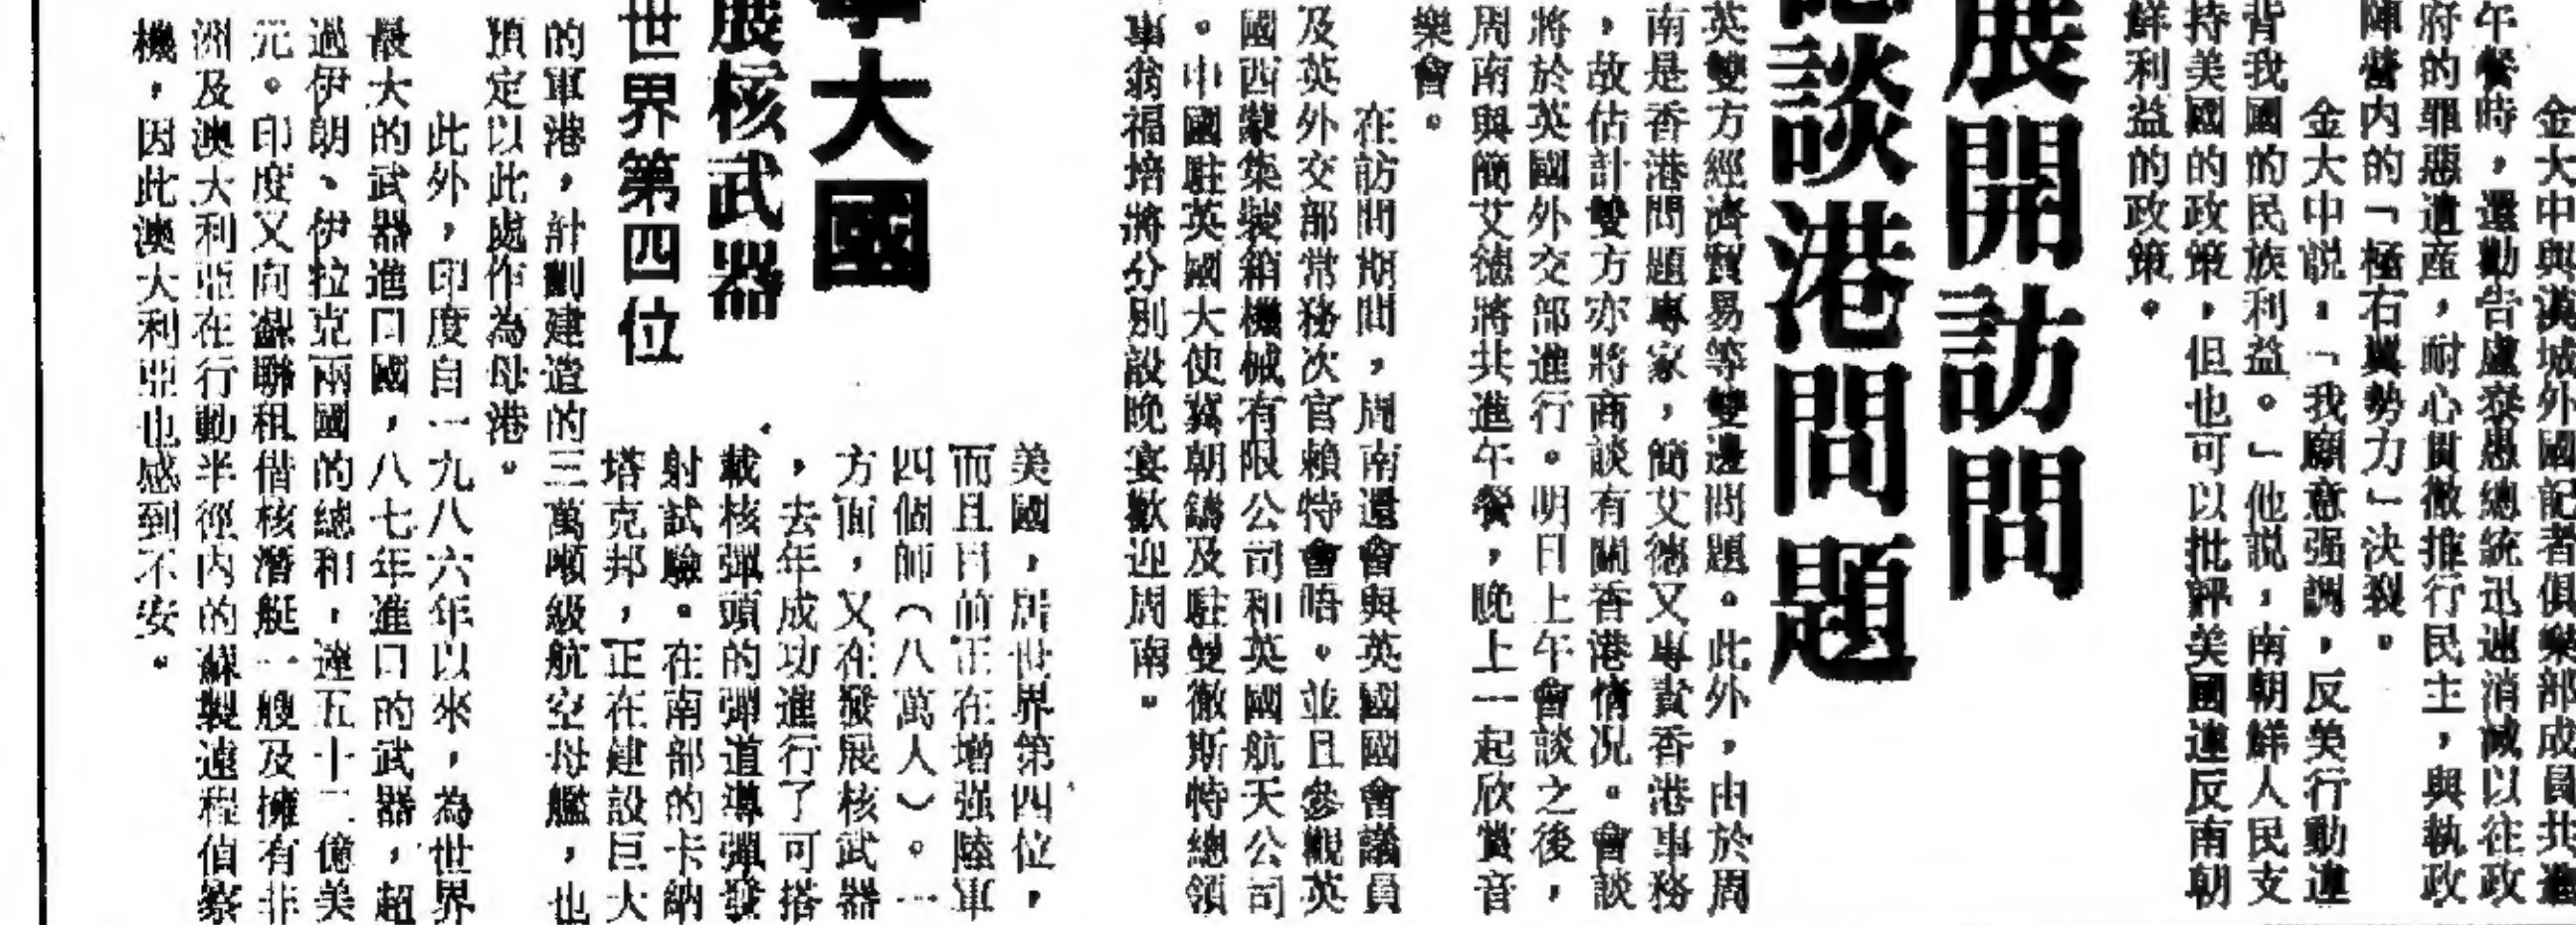 金大中與漢城外國記者俱樂部成員共進
午餐時，還勸告盧泰愚總統迅速消滅以往政
府的罪惡遺産，耐心貫徹推行民主，與執政
陣營内的「極右翼勢力」決裂。
金大中説：「我願意强調，反美行動違
背我國的民族利益。」他説，南朝鮮人民支
持美國的政策，但也可以批評美國違反南朝
鮮利益的政策。
展開訪問
談港問題
英雙方經濟貿易等雙邊問題。此外，由於周
南是香港問題專家，簡艾德又專責香港事務
，故估計雙方亦將商談有關香港情况。會談
將於英國外交部進行。明日上午會談之後，
周南與簡艾德將共進午餐，晚上一起欣賞音
樂會。
在訪問期間，周南還會與英國國會議員
及英外交部常務次官賴特會晤。並且參觀英
國西蒙集裝箱機械有限公司和英國航天公司
。中國駐英國大使冀朝鑄及駐曼徹斯特總領
事翁福培將分别設晚宴歡迎周南。
大國
展核武器
世界第四位
美國，居世界第四位，
而且目前正在增强陸軍
四個師（八萬人）。一
方面，又在發展核武器
，去年成功進行了可搭
載核彈頭的彈道導彈發
射試驗。在南部的卡納
塔克邦，正在建設巨大
的軍港，計劃建造的三萬噸級航空母艦，也
預定以此處作為母港。
此外，印度自一九八六年以來，為世界
最大的武器進口國，八七年進口的武器，超
過伊朗、伊拉克兩國的總和，達五十二億美
元。印度又向蘇聯租借核潛艇一艘及擁有非
洲及澳大利亞在行動半徑内的蘇製遠程偵察
機，因此澳大利亞也感到不安。